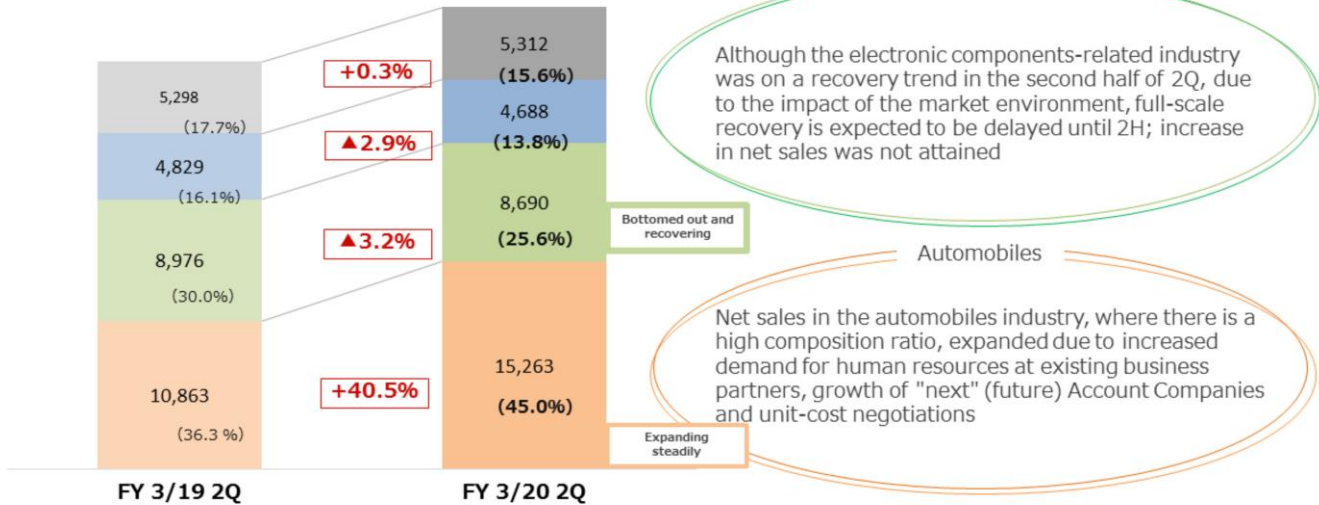 5,298
(17.7%)
4,829
(16.1%)
8,976
(30.0%)
10,863
(36.3 %)
FY 3/19 2Q
+0.3%
▲2.9%
▲3.2%
+40.5%
5,312
(15.6%)
4,688
(13.8%)
8,690
(25.6%)
15,263
(45.0%)
FY 3/20 2Q
Bottomed out and
recovering
Expanding
steadily
Although the electronic components-related industry
was on a recovery trend in the second half of 2Q, due
to the impact of the market environment, full-scale
recovery is expected to be delayed until 2H; increase
in net sales was not attained
Automobiles
Net sales in the automobiles industry, where there is a
high composition ratio, expanded due to increased
demand for human resources at existing business
partners, growth of "next" (future) Account Companies
and unit-cost negotiations